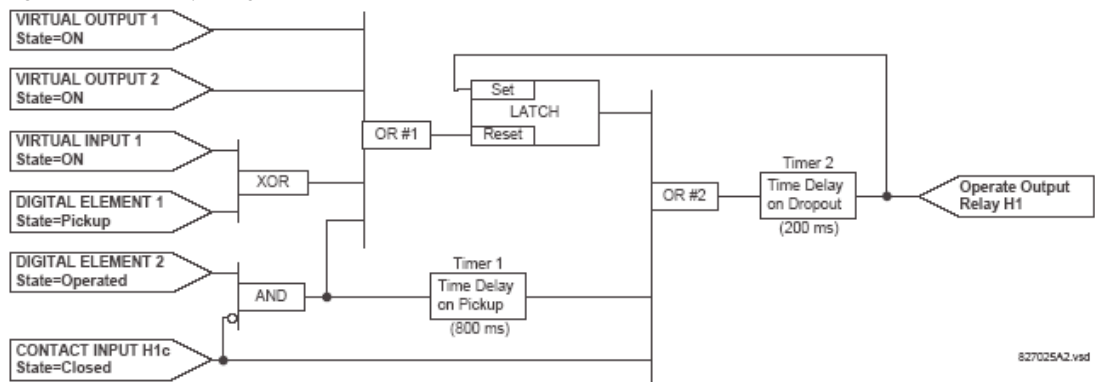 VIRTUAL OUTPUT 1
State=ON
VIRTUAL OUTPUT 2
State=ON
VIRTUAL INPUT 1
State=ON
DIGITAL ELEMENT 1
State=Pickup
DIGITAL ELEMENT 2
State=Operated
CONTACT INPUT H1c
State=Closed
XOR
AND
OR #1
Set
LATCH
Reset
Timer 1
Time Delay
on Pickup
(800 ms)
OR #2
Timer 2
Time Delay
on Dropout
(200 ms)
Operate Output
Relay H1
827025A2.vsd